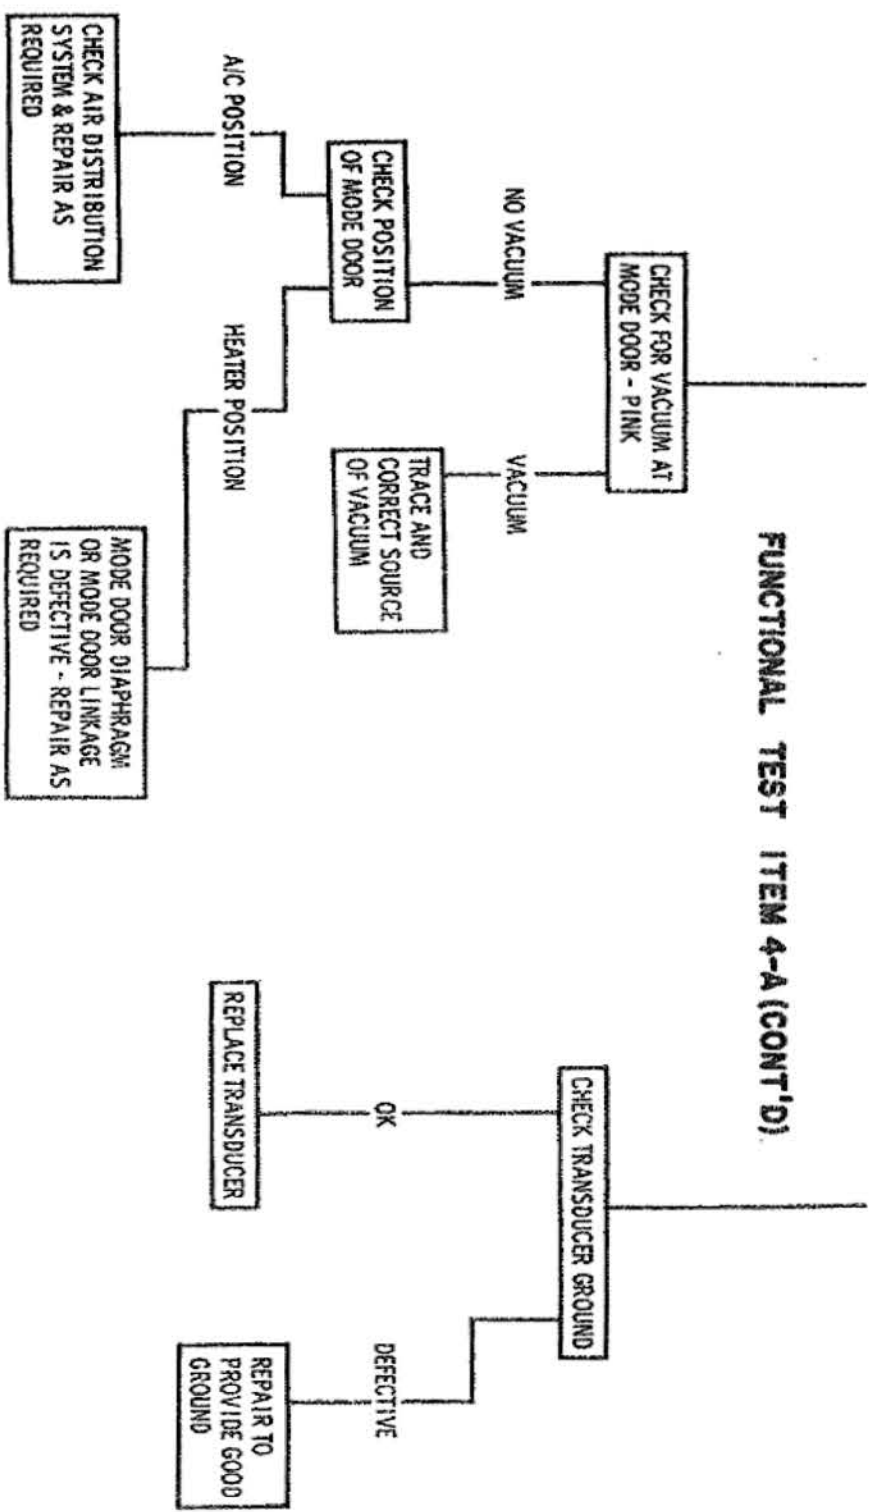 FUNCTIONAL TEST ITEM 4-A (CONT'D)
CHECK FOR VACUUM AT
MODE DOOR - PINK
NO VACUUM
VACUUM
CHECK POSITION
OF MODE DOOR
TRACE AND
CORRECT SOURCE
OF VACUUM
A/C POSITION
HEATER POSITION
CHECK AIR DISTRIBUTION
SYSTEM & REPAIR AS
REQUIRED
MODE DOOR DIAPHRAGM
OR MODE DOOR LINKAGE
IS DEFECTIVE - REPAIR AS
REQUIRED
CHECK TRANSDUCER GROUND
OK
DEFECTIVE
REPLACE TRANSDUCER
REPAIR TO
PROVIDE GOOD
GROUND